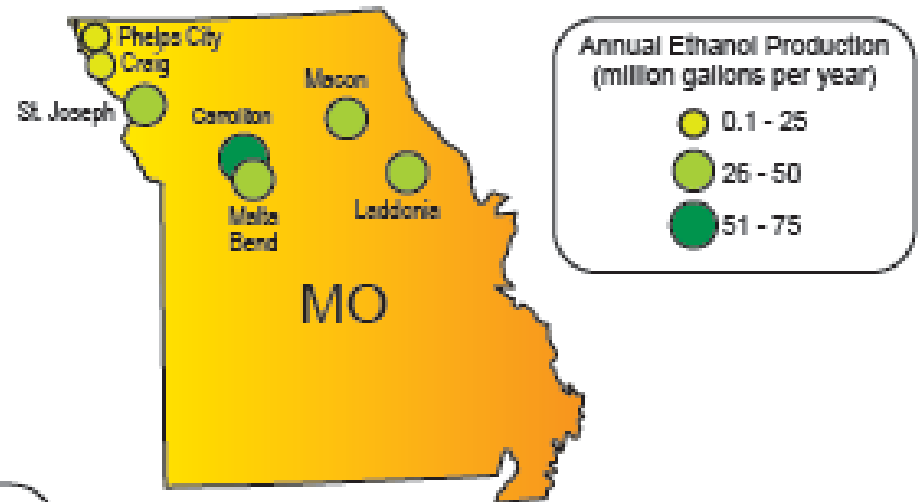 Phelps City
Craig
St. Joseph
Carrollton
Macon
Malta
Bend
Laddonia
MO
Annual Ethanol Production
(million gallons per year)
0.1 - 25
26 - 50
51 - 75